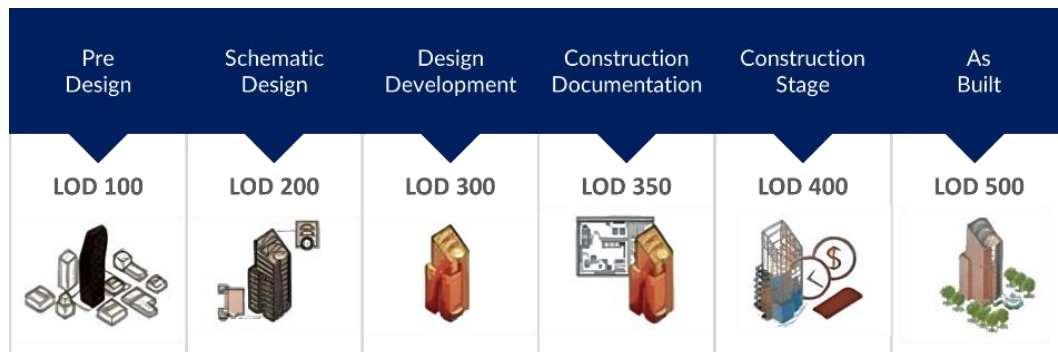 Pre
Design
Schematic
Design
Design
Development
Construction
Documentation
Construction
Stage
As
Built
LOD 100
LOD 200
LOD 300
LOD 350
LOD 400
LOD 500
$